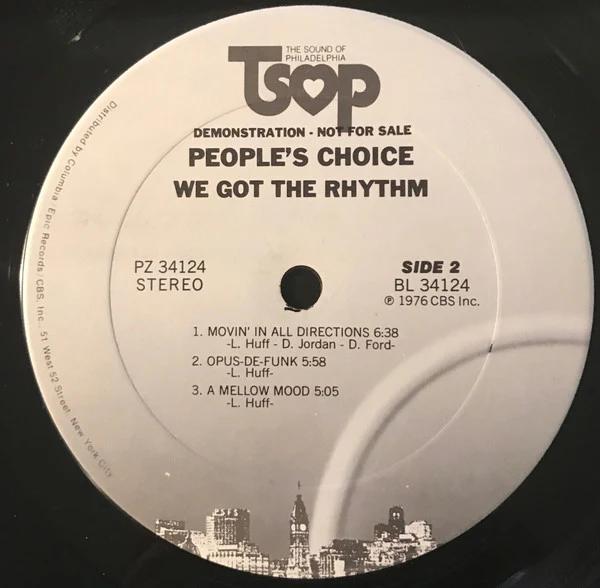 THE SOUND OF
PHILADELPHIA
TSOP
DEMONSTRATION - NOT FOR SALE
PEOPLE'S CHOICE
WE GOT THE RHYTHM
PZ 34124
STEREO
SIDE 2
BL 34124
℗ 1976 CBS Inc.
1. MOVIN' IN ALL DIRECTIONS 6:38
-L. Huff - D. Jordan - D. Ford-
2. OPUS-DE-FUNK 5:58
-L. Huff-
3. A MELLOW MOOD 5:05
-L. Huff-
Distributed by Columbia / Epic Records / CBS, Inc., 51 West 52 Street, New York City